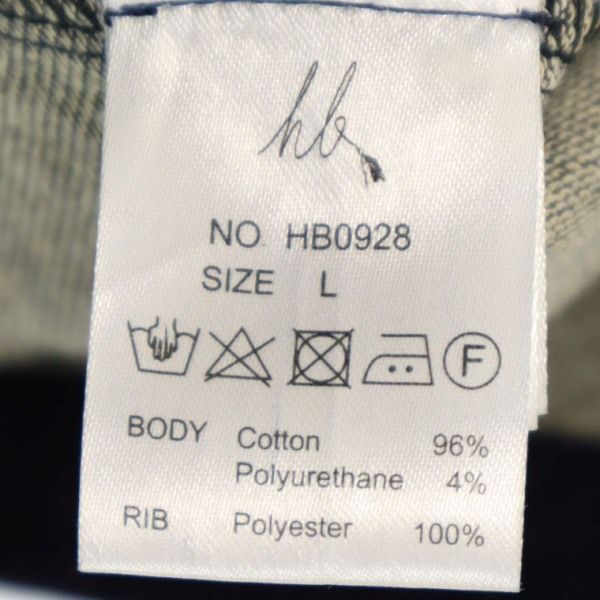 hb
NO. HB0928
SIZE L
F
BODY Cotton 96%
Polyurethane 4%
RIB Polyester 100%